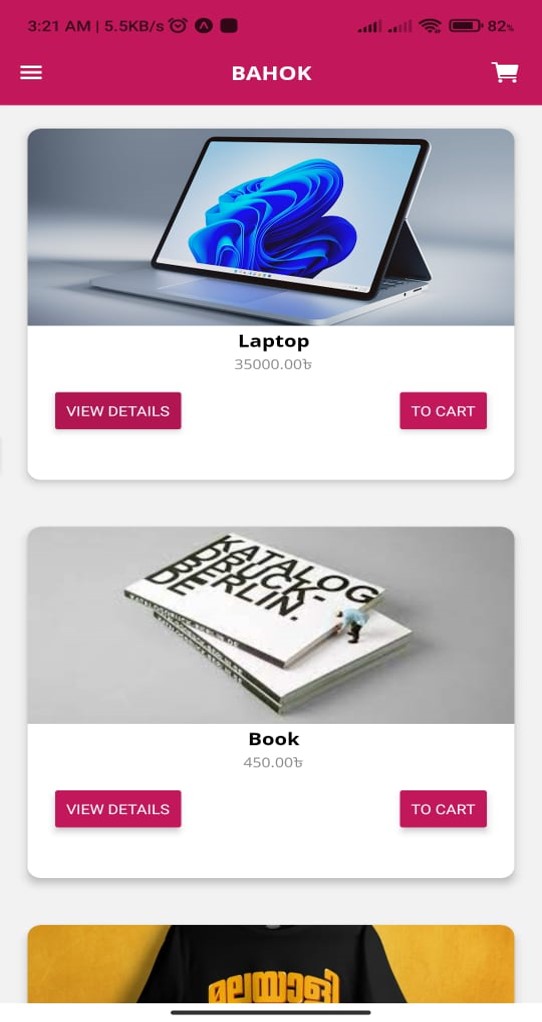 3:21 AM | 5.5KB/s
82%
BAHOK
Laptop
35000.00৳
VIEW DETAILS
TO CART
KATALOG
DRUCK-
BERLIN.
Book
450.00৳
VIEW DETAILS
TO CART
മലയാളി